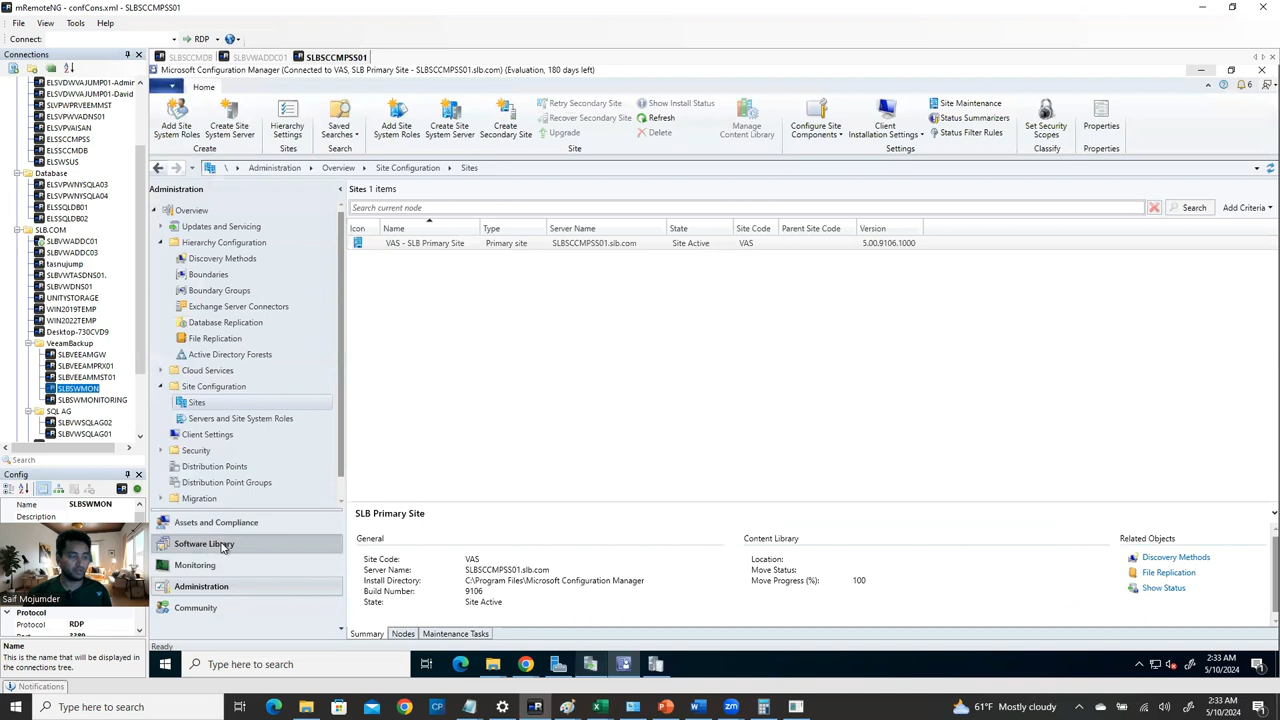 mRemoteNG - confCons.xml - SLBSCCMPSS01
File View Tools Help
Connect: RDP
Connections
ELSVDWVAJUMP01-Admir
ELSVDWVAJUMP01-David
SLVPWPRVEEMMST
ELSVPWVADNS01
ELSVPVAISAN
ELSSCCMPSS
ELSSCCMDB
ELSWSUS
Database
ELSVPWNYSQLA03
ELSVPWNYSQLA04
ELSSQLDB01
ELSSQLDB02
SLB.COM
SLBVWADDC01
SLBVWADDC03
tasnujump
SLBVWTASDNS01.
SLBVWDNS01
UNITYSTORAGE
WIN2019TEMP
WIN2022TEMP
Desktop-730CVD9
VeeamBackup
SLBVEEAMGW
SLBVEEAMPRX01
SLBVEEAMMST01
SLBSWMON
SLBSWMONITORING
SQL AG
SLBVWSQLAG02
SLBVWSQLAG01
Search
Config
Name SLBSWMON
Description
Saif Mojumder
Protocol
Protocol RDP
Port 3389
Name
This is the name that will be displayed in the connections tree.
Notifications
SLBSCCMDB SLBVWADDC01 SLBSCCMPSS01
Microsoft Configuration Manager (Connected to VAS, SLB Primary Site - SLBSCCMPSS01.slb.com) (Evaluation, 180 days left)
Home
6
Add Site System Roles
Create Site System Server
Create
Hierarchy Settings
Sites
Saved Searches
Search
Add Site System Roles
Create Site System Server
Create Secondary Site
Retry Secondary Site
Recover Secondary Site
Upgrade
Show Install Status
Refresh
Delete
Site
Manage Content Library
Configure Site Components
Client Installation Settings
Site Maintenance
Status Summarizers
Status Filter Rules
Settings
Set Security Scopes
Classify
Properties
Properties
\ Administration Overview Site Configuration Sites
Administration
Overview
Updates and Servicing
Hierarchy Configuration
Discovery Methods
Boundaries
Boundary Groups
Exchange Server Connectors
Database Replication
File Replication
Active Directory Forests
Cloud Services
Site Configuration
Sites
Servers and Site System Roles
Client Settings
Security
Distribution Points
Distribution Point Groups
Migration
Assets and Compliance
Software Library
Monitoring
Administration
Community
Sites 1 items
Search current node
Search Add Criteria
Icon Name Type Server Name State Site Code Parent Site Code Version
VAS - SLB Primary Site Primary site SLBSCCMPSS01.slb.com Site Active VAS 5.00.9106.1000
SLB Primary Site
General
Site Code: VAS
Server Name: SLBSCCMPSS01.slb.com
Install Directory: C:\Program Files\Microsoft Configuration Manager
Build Number: 9106
State: Site Active
Content Library
Location:
Move Status:
Move Progress (%): 100
Related Objects
Discovery Methods
File Replication
Show Status
Summary Nodes Maintenance Tasks
Ready
Type here to search
2:33 AM
5/10/2024
Type here to search
61°F Mostly cloudy
2:33 AM
5/10/2024